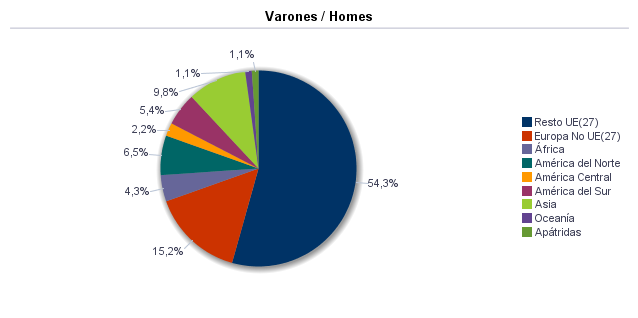 Varones / Homes
1,1%
1,1%
9,8%
5,4%
2,2%
6,5%
4,3%
15,2%
54,3%
Resto UE(27)
Europa No UE(27)
África
América del Norte
América Central
América del Sur
Asia
Oceanía
Apátridas